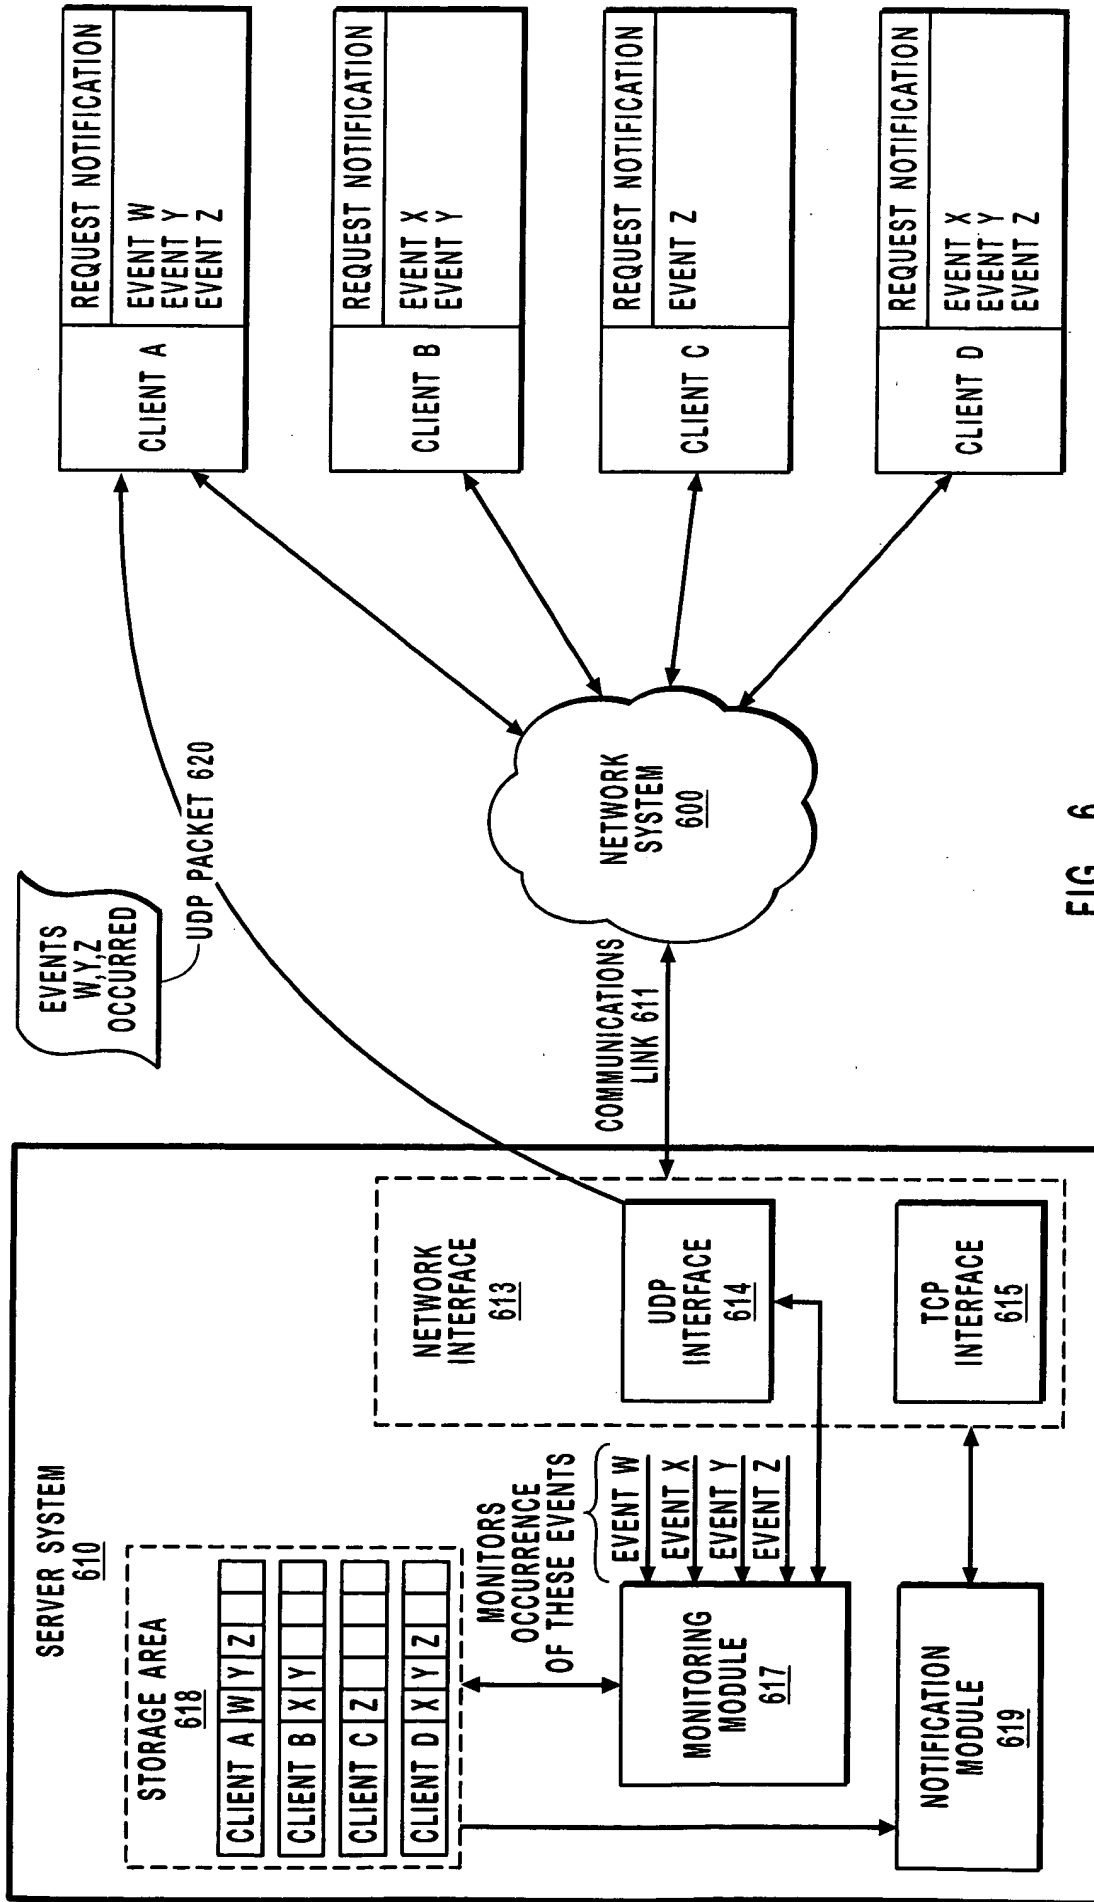 SERVER SYSTEM
610
STORAGE AREA
618
CLIENT A W Y Z
CLIENT B X Y
CLIENT C Z
CLIENT D X Y Z
MONITORS
OCCURRENCE
OF THESE EVENTS
EVENT W
EVENT X
EVENT Y
EVENT Z
MONITORING
MODULE
617
NOTIFICATION
MODULE
619
NETWORK
INTERFACE
613
UDP
INTERFACE
614
TCP
INTERFACE
615
EVENTS
W,Y,Z
OCCURRED
UDP PACKET 620
COMMUNICATIONS
LINK 611
NETWORK
SYSTEM
600
CLIENT A
REQUEST NOTIFICATION
EVENT W
EVENT Y
EVENT Z
CLIENT B
REQUEST NOTIFICATION
EVENT X
EVENT Y
CLIENT C
REQUEST NOTIFICATION
EVENT Z
CLIENT D
REQUEST NOTIFICATION
EVENT X
EVENT Y
EVENT Z
FIG. 6